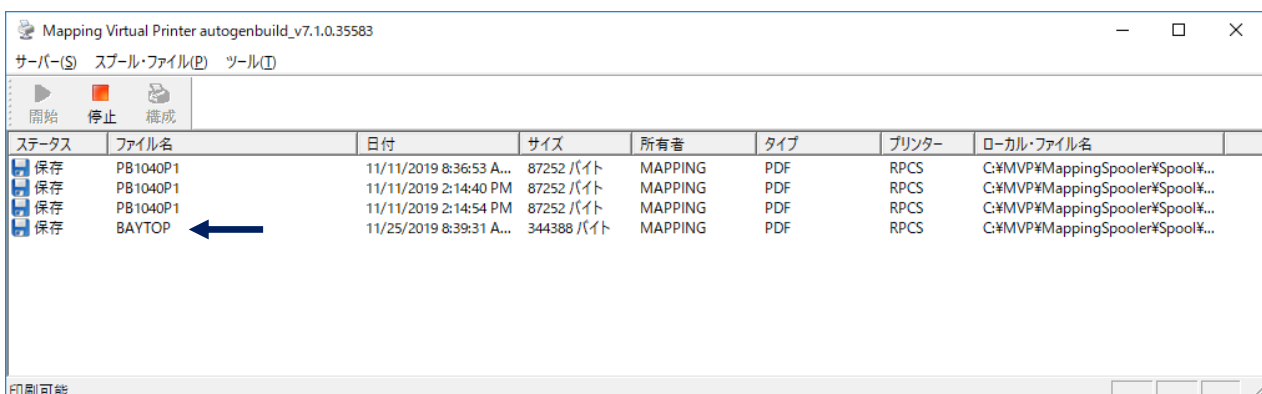 Mapping Virtual Printer autogenbuild_v7.1.0.35583
サーバー(S) スプール・ファイル(P) ツール(T)
開始 停止 構成
ステータス ファイル名 日付 サイズ 所有者 タイプ プリンター ローカル・ファイル名
保存 PB1040P1 11/11/2019 8:36:53 A... 87252 バイト MAPPING PDF RPCS C:¥MVP¥MappingSpooler¥Spool¥...
保存 PB1040P1 11/11/2019 2:14:40 PM 87252 バイト MAPPING PDF RPCS C:¥MVP¥MappingSpooler¥Spool¥...
保存 PB1040P1 11/11/2019 2:14:54 PM 87252 バイト MAPPING PDF RPCS C:¥MVP¥MappingSpooler¥Spool¥...
保存 BAYTOP 11/25/2019 8:39:31 A... 344388 バイト MAPPING PDF RPCS C:¥MVP¥MappingSpooler¥Spool¥...
印刷可能